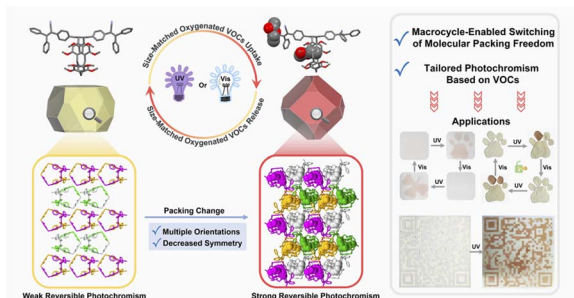 Size-Matched Oxygenated VOCs Uptake
UV
Or
Vis
Size-Matched Oxygenated VOCs Release
Packing Change
✓ Multiple Orientations
✓ Decreased Symmetry
Weak Reversible Photochromism
Strong Reversible Photochromism
✓ Macrocycle-Enabled Switching
of Molecular Packing Freedom
✓ Tailored Photochromism
Based on VOCs
Applications
UV
UV
Vis
Vis
Vis
Vis
UV
UV
UV